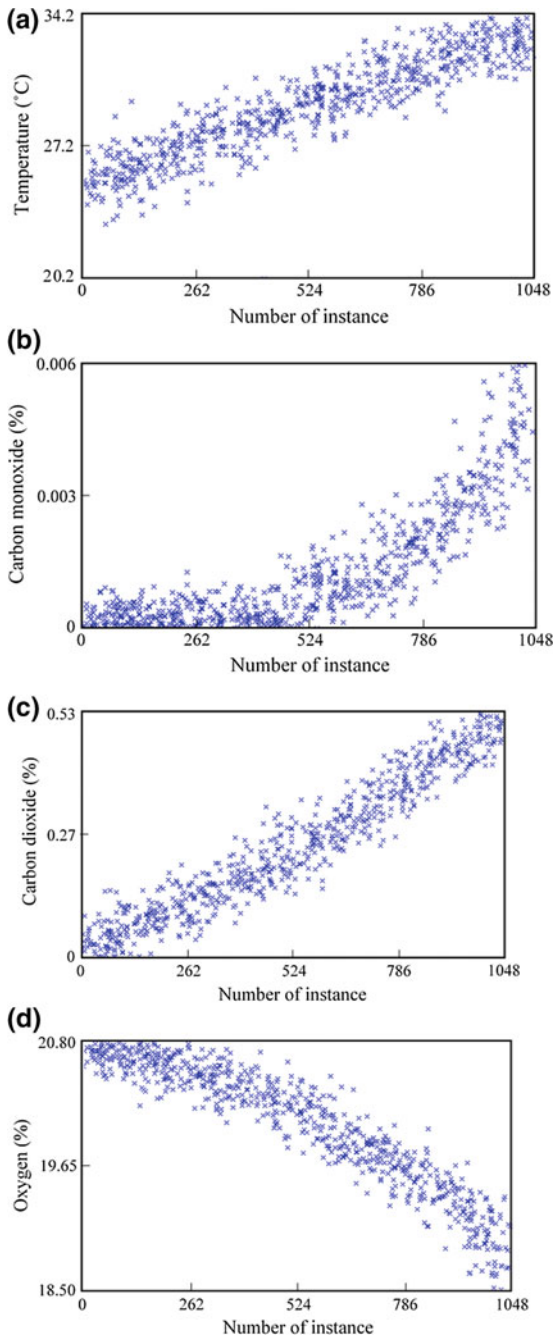 (a)
34.2
27.2
20.2
Temperature (°C)
0 262 524 786 1048
Number of instance
(b)
0.006
0.003
0
Carbon monoxide (%)
0 262 524 786 1048
Number of instance
(c)
0.53
0.27
0
Carbon dioxide (%)
0 262 524 786 1048
Number of instance
(d)
20.80
19.65
18.50
Oxygen (%)
0 262 524 786 1048
Number of instance